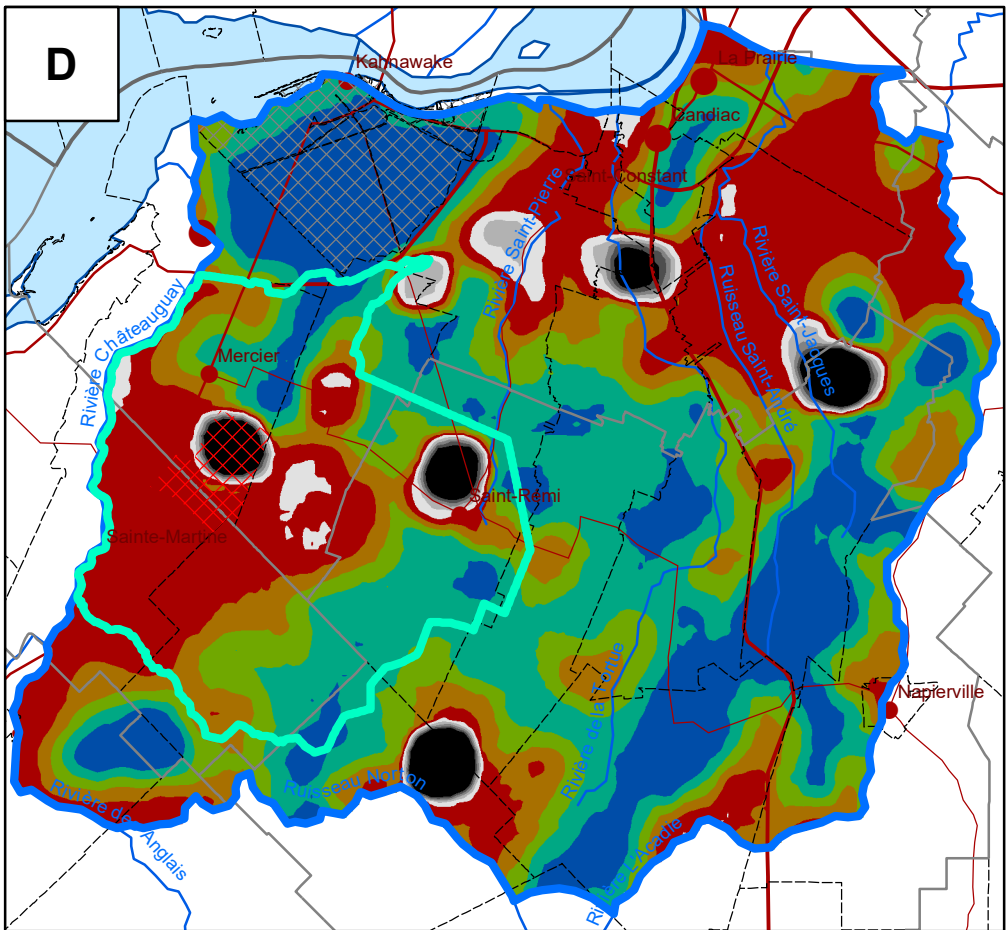 D
Kahnawake
La Prairie
Candiac
Saint-Constant
Rivière Saint-Pierre
Rivière Saint-Jacques
Ruisseau Saint-André
Rivière Châteauguay
Mercier
Saint-Rémi
Sainte-Martine
Rivière de la Tortue
Napierville
Ruisseau Norton
Rivière des Anglais
Rivière L'Acadie